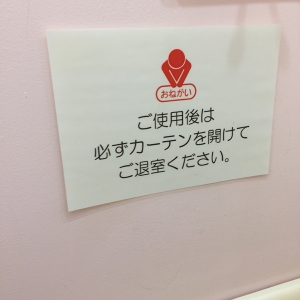 おねがい
ご使用後は
必ずカーテンを開けて
ご退室ください。